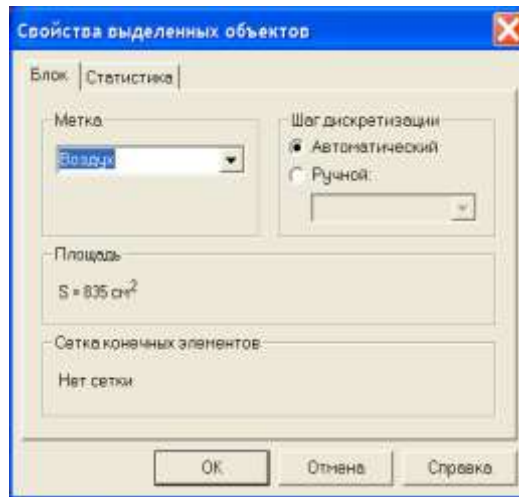 Свойства выделенных объектов
Блок Статистика
Метка
Воздух
Шаг дискретизации
Автоматический
Ручной:
Площадь
S = 835 cm²
Сетка конечных элементов
Нет сетки
OK Отмена Справка